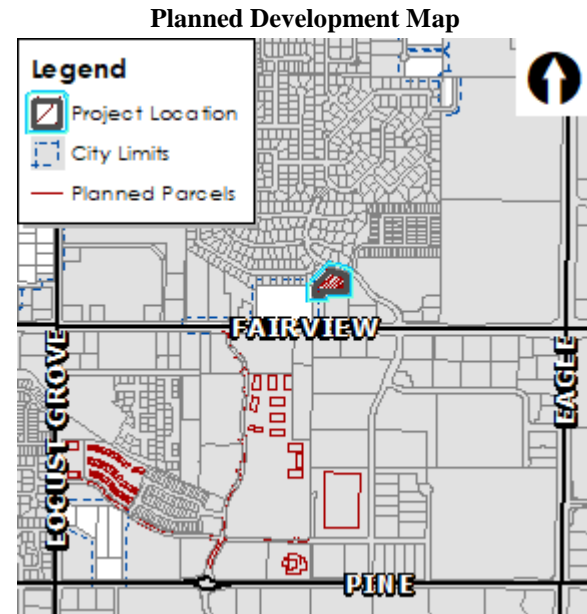 Planned Development Map
Legend
Project Location
City Limits
Planned Parcels
FAIRVIEW
LOCUST GROVE
EAGLE
PINE